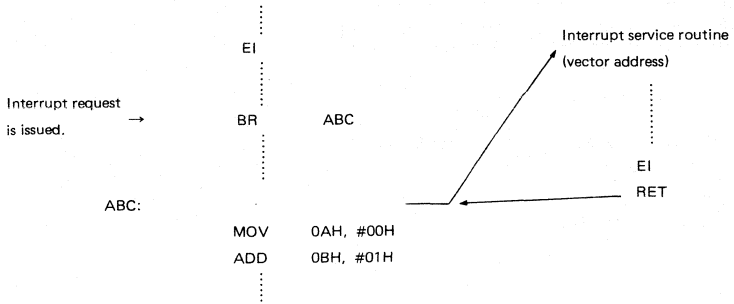 EI
Interrupt service routine
(vector address)
Interrupt request
is issued.
→
BR ABC
EI
RET
ABC:
MOV 0AH, #00H
ADD 0BH, #01H